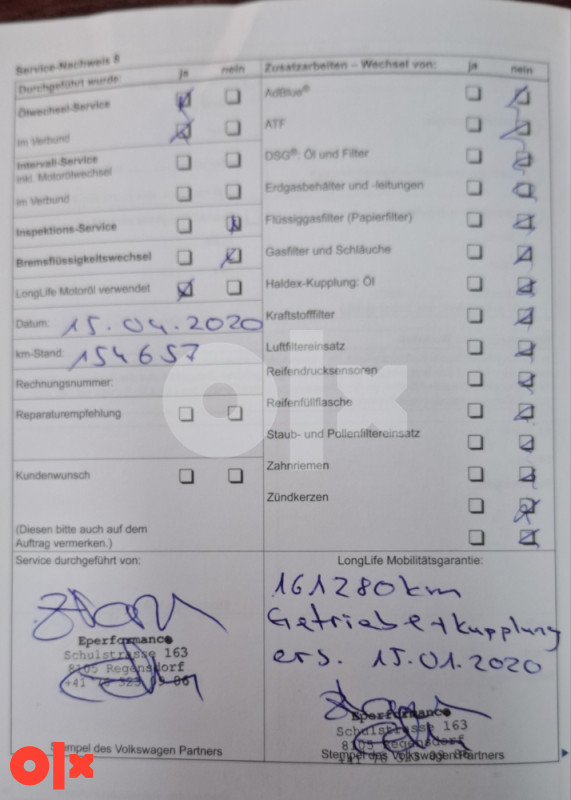 Service-Nachweis 8
Durchgeführt wurde: ja nein
Ölwechsel-Service
im Verbund
Intervall-Service
inkl. Motorölwechsel
im Verbund
Inspektions-Service
Bremsflüssigkeitswechsel
LongLife Motoröl verwendet
Datum: 15.04.2020
km-Stand: 154657
Rechnungsnummer:
Reparaturempfehlung
Kundenwunsch
(Diesen bitte auch auf dem
Auftrag vermerken.)
Service durchgeführt von:
Eperformance
Schulstrasse 163
8105 Regensdorf
Stempel des Volkswagen Partners
Zusatzarbeiten – Wechsel von: ja nein
AdBlue®
ATF
DSG®: Öl und Filter
Erdgasbehälter und -leitungen
Flüssiggasfilter (Papierfilter)
Gasfilter und Schläuche
Haldex-Kupplung: Öl
Kraftstofffilter
Luftfiltereinsatz
Reifendrucksensoren
Reifenfüllflasche
Staub- und Pollenfiltereinsatz
Zahnriemen
Zündkerzen
LongLife Mobilitätsgarantie:
161280km
Getriebe+Kupplung
ers. 15.01.2020
Eperformance
Schulstrasse 163
8105 Regensdorf
Stempel des Volkswagen Partners
olx
olx
olx